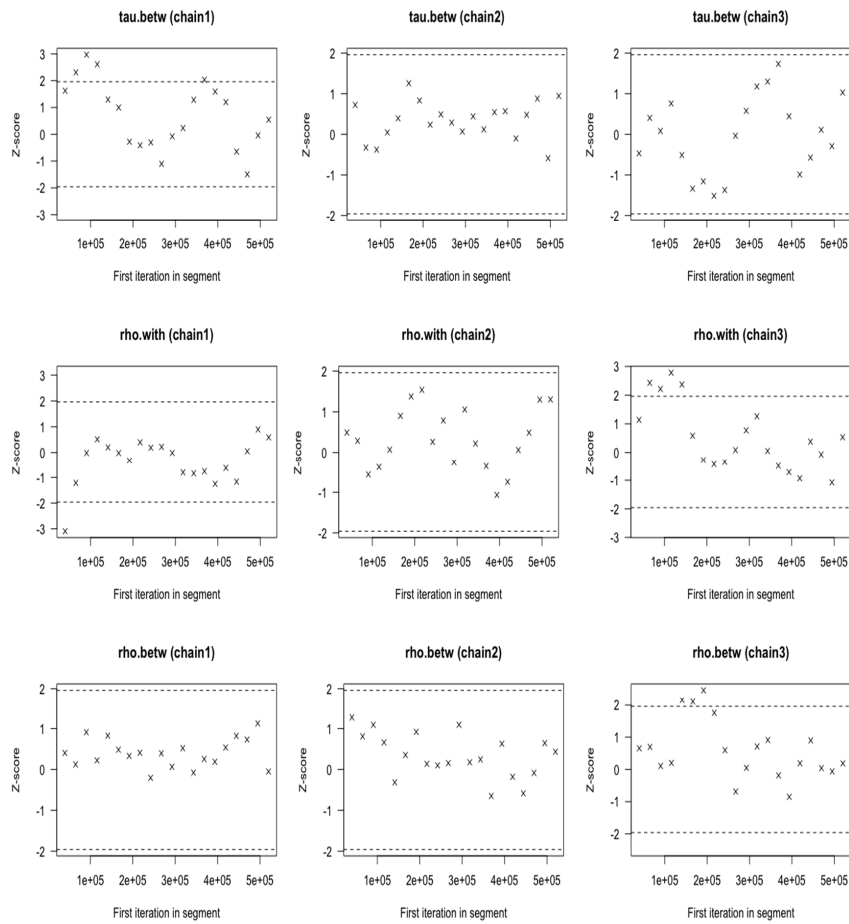 tau.betw (chain1)
tau.betw (chain2)
tau.betw (chain3)
Z-score
3
2
1
0
-1
-2
-3
1e+05 2e+05 3e+05 4e+05 5e+05
First iteration in segment
Z-score
2
1
0
-1
-2
1e+05 2e+05 3e+05 4e+05 5e+05
First iteration in segment
Z-score
2
1
0
-1
-2
1e+05 2e+05 3e+05 4e+05 5e+05
First iteration in segment
rho.with (chain1)
rho.with (chain2)
rho.with (chain3)
Z-score
3
2
1
0
-1
-2
-3
1e+05 2e+05 3e+05 4e+05 5e+05
First iteration in segment
Z-score
2
1
0
-1
-2
1e+05 2e+05 3e+05 4e+05 5e+05
First iteration in segment
Z-score
3
2
1
0
-1
-2
-3
1e+05 2e+05 3e+05 4e+05 5e+05
First iteration in segment
rho.betw (chain1)
rho.betw (chain2)
rho.betw (chain3)
Z-score
2
1
0
-1
-2
1e+05 2e+05 3e+05 4e+05 5e+05
First iteration in segment
Z-score
2
1
0
-1
-2
1e+05 2e+05 3e+05 4e+05 5e+05
First iteration in segment
Z-score
2
1
0
-1
-2
1e+05 2e+05 3e+05 4e+05 5e+05
First iteration in segment